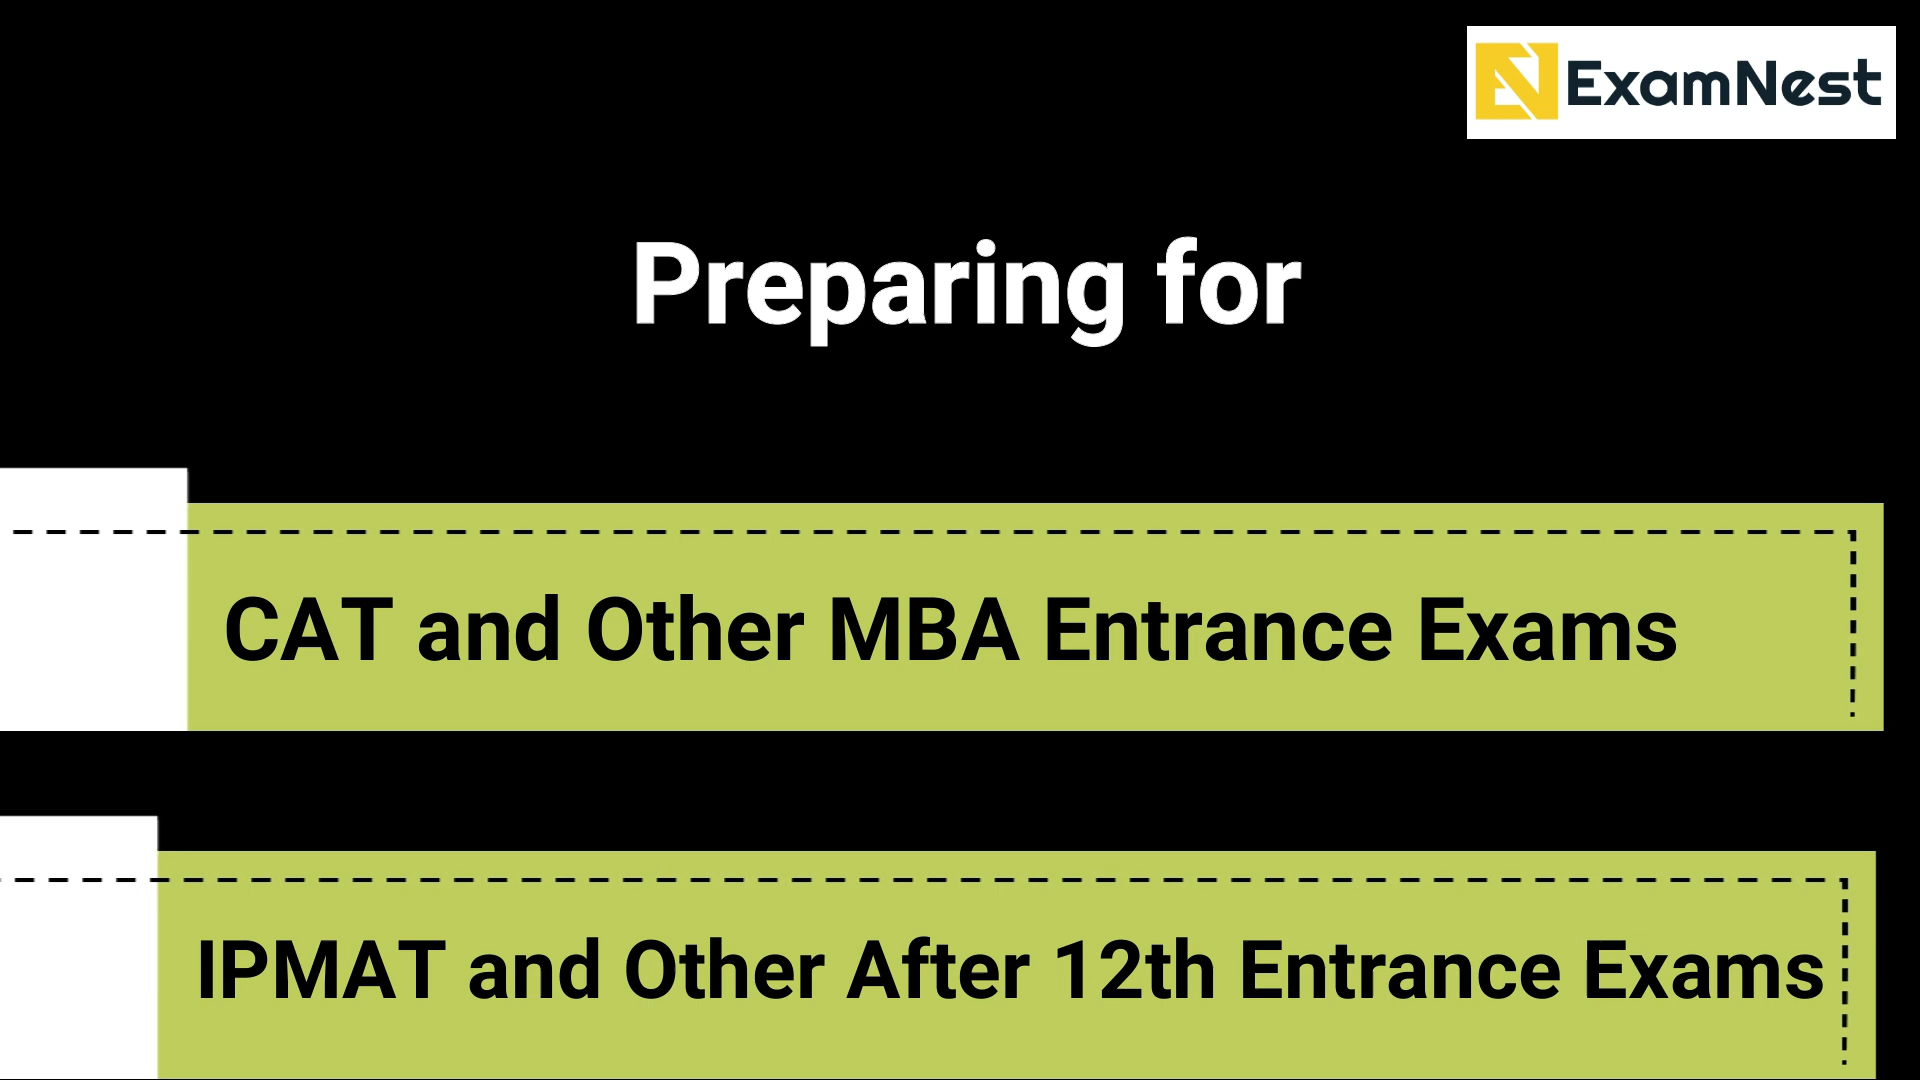 ExamNest
Preparing for
CAT and Other MBA Entrance Exams
IPMAT and Other After 12th Entrance Exams